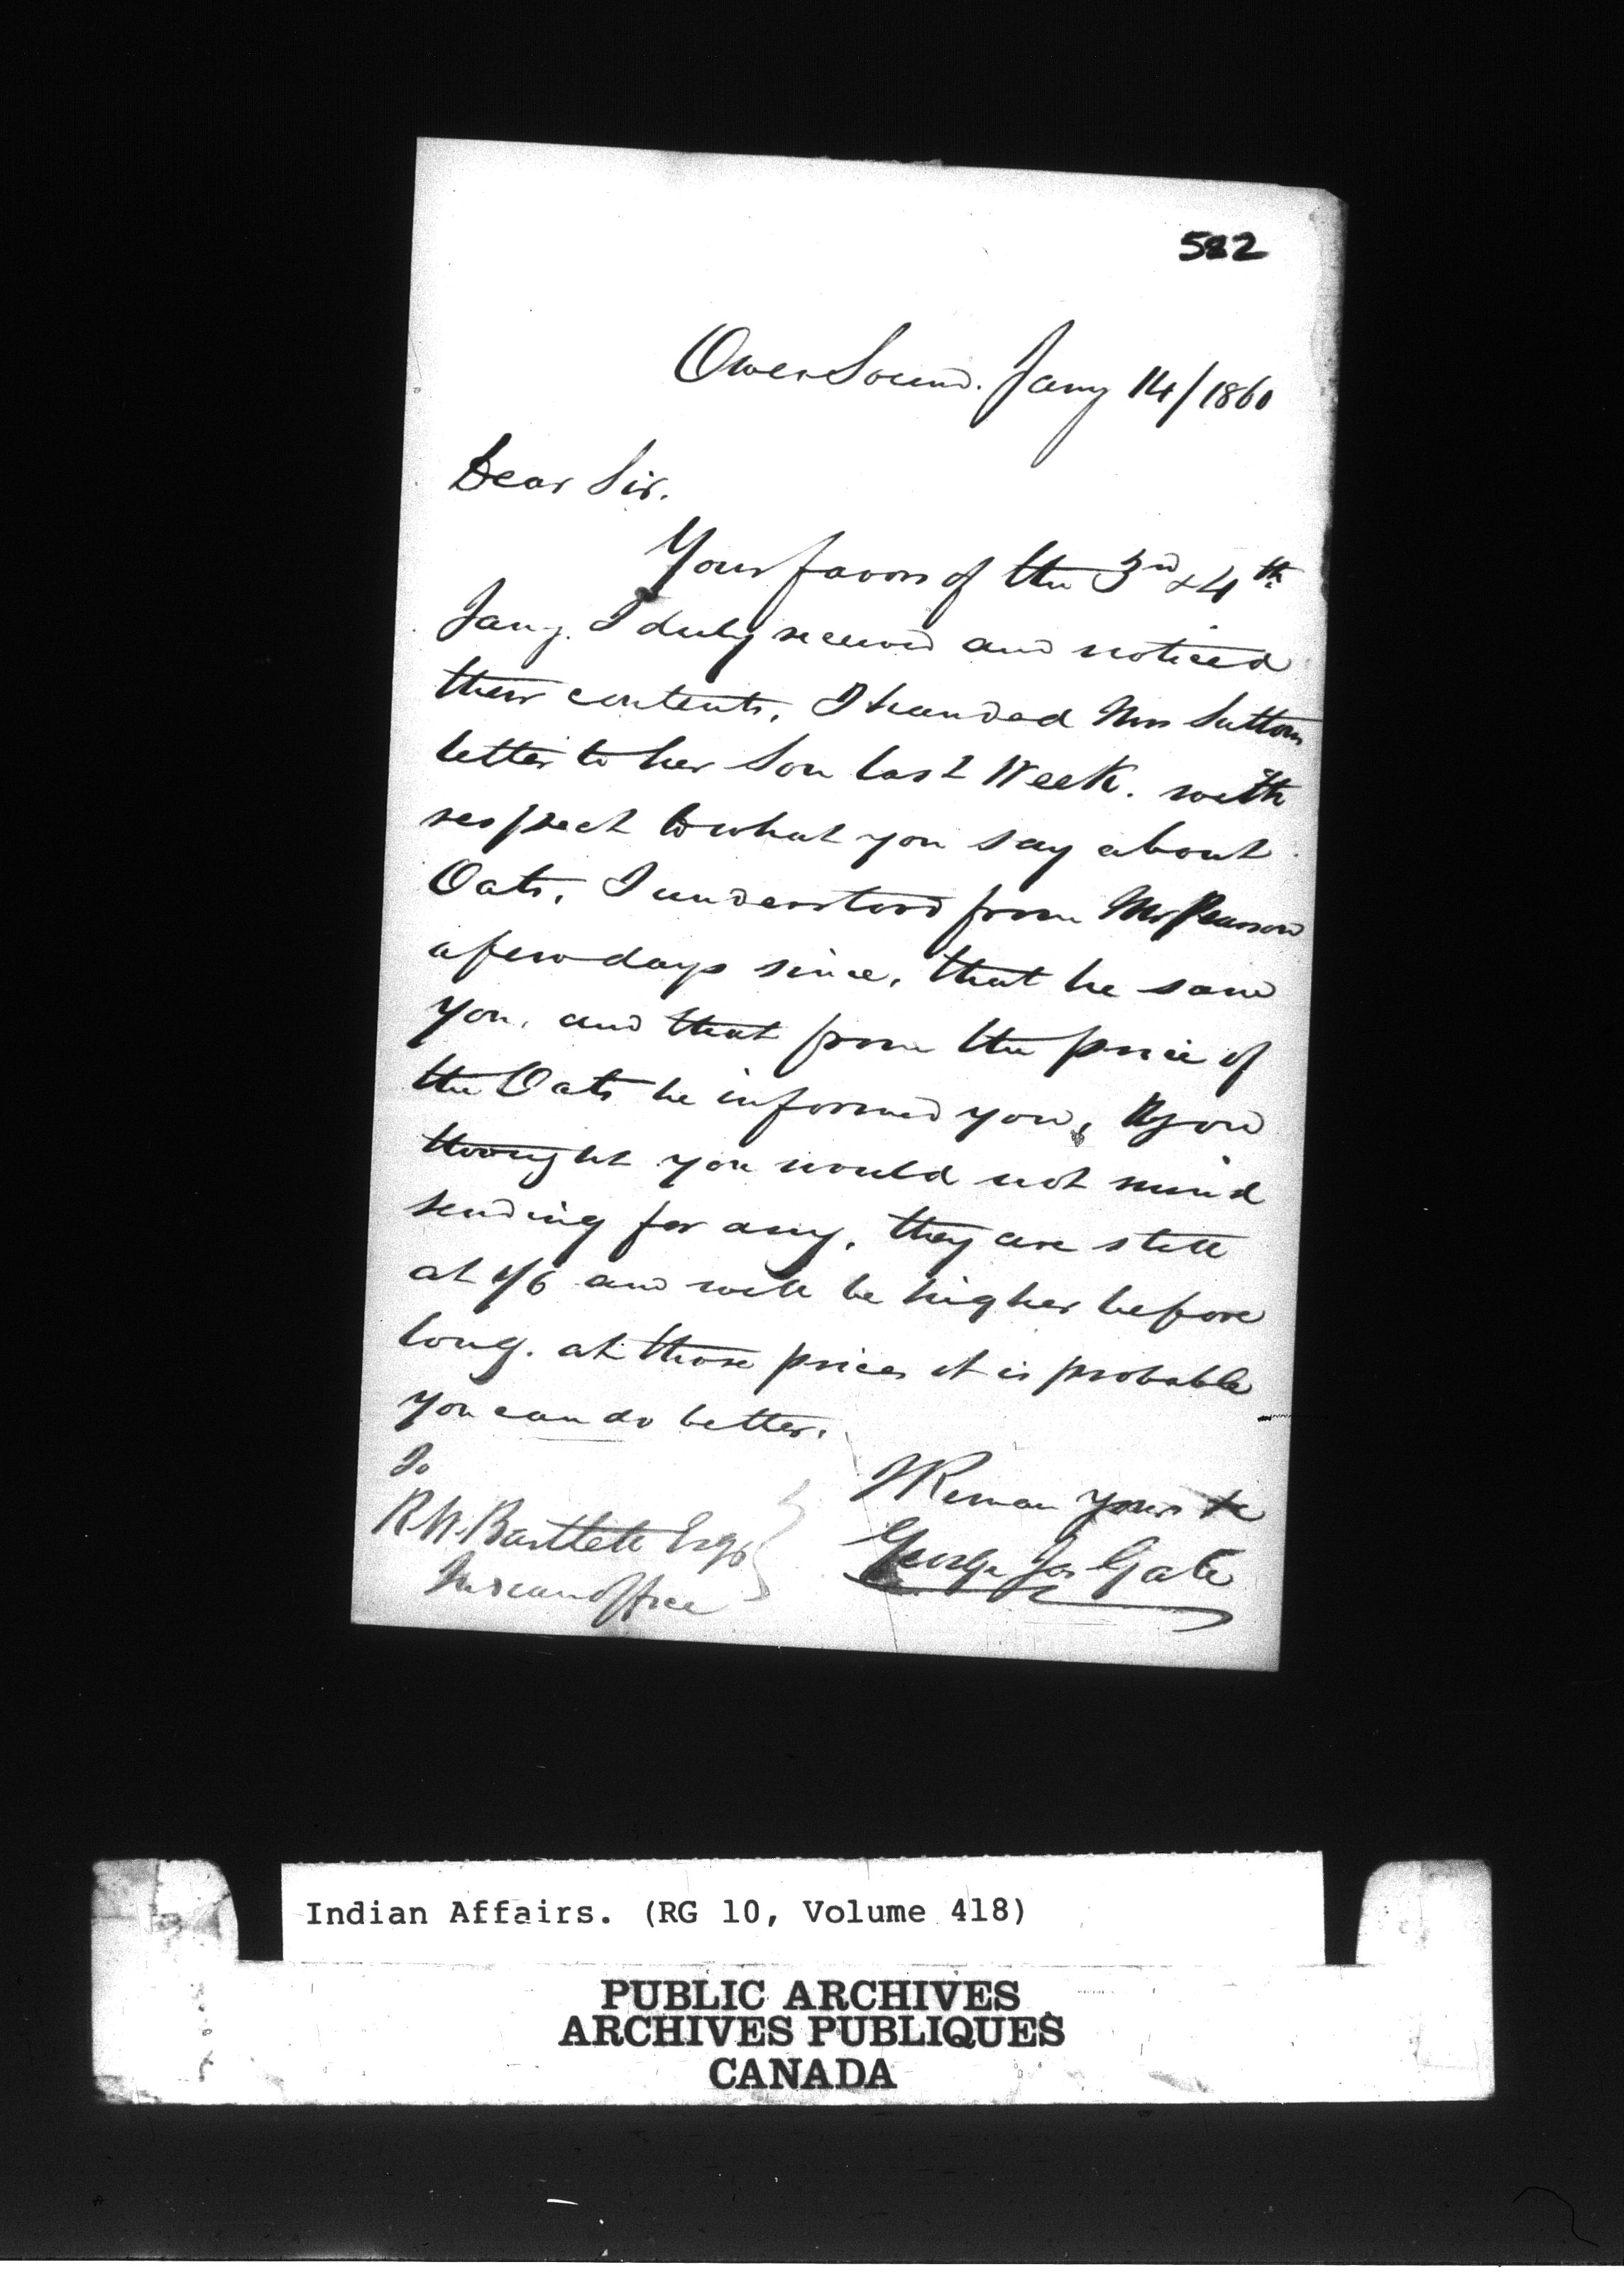 582
Owen Sound. Jany 14/1860
Dear Sir.
Your favors of the 3rd & 4th
Jany. I duly received and noticed
their contents, I handed Mrs Suttons
letter to her Son last Week. with
respect to what you say about
Oats, I understood from Mr Pearson
a few days since, that he saw
you, and that from the price of
the Oats he informed you, you
thought you would not mind
sending for any, they are still
at 1/6 and will be higher before
long. at those prices it is probable
you can do better.
To
R.W. Bartlett Esqr
Indian Office
I Remain Yours &c
George Jas Gale
Indian Affairs. (RG 10, Volume 418)
PUBLIC ARCHIVES
ARCHIVES PUBLIQUES
CANADA